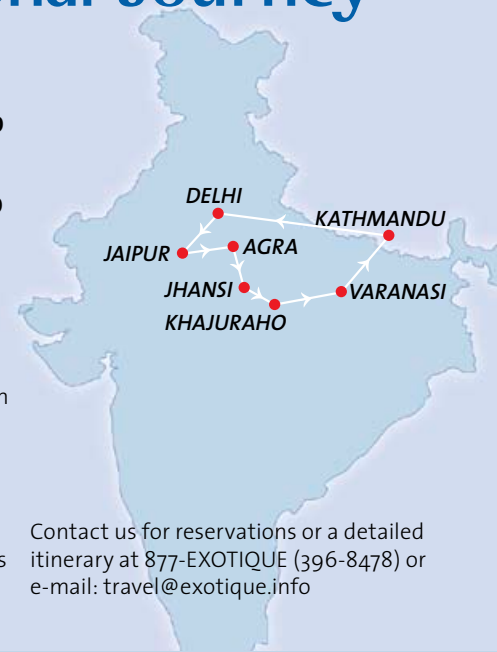 Journey
DELHI
KATHMANDU
JAIPUR
AGRA
JHANSI
VARANASI
KHAJURAHO
Contact us for reservations or a detailed
itinerary at 877-EXOTIQUE (396-8478) or
e-mail: travel@exotique.info